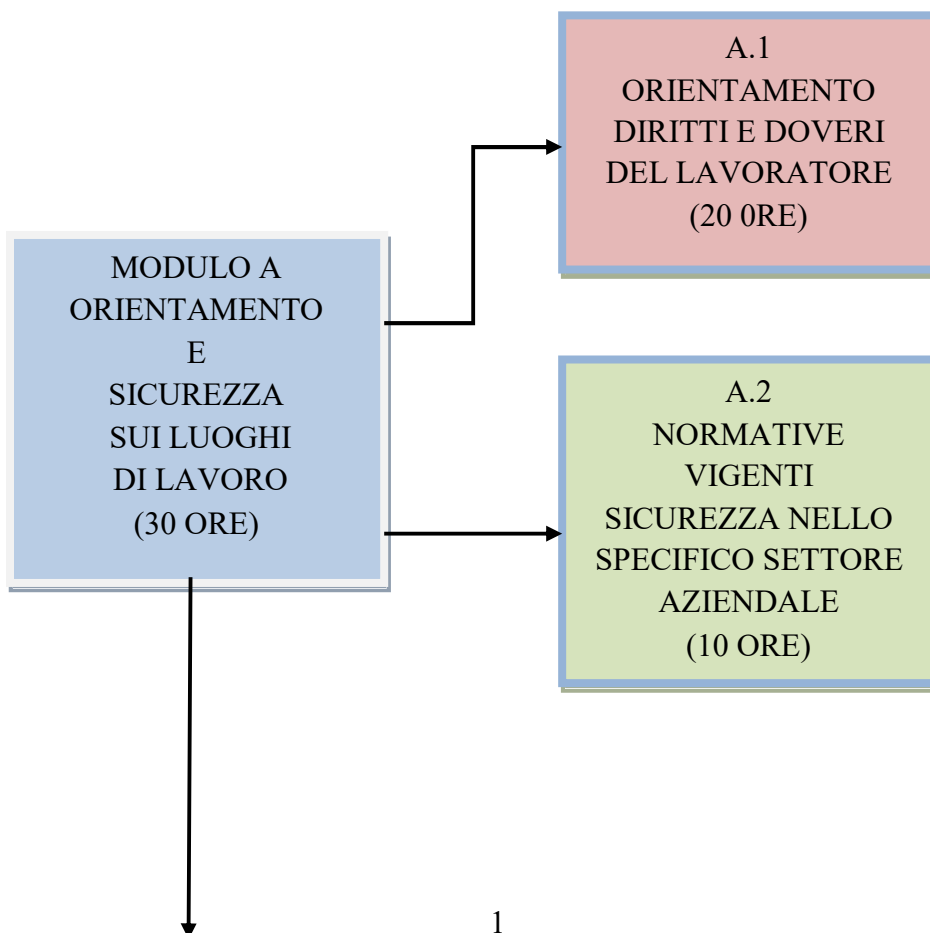 MODULO A
ORIENTAMENTO
E
SICUREZZA
SUI LUOGHI
DI LAVORO
(30 ORE)
A.1
ORIENTAMENTO
DIRITTI E DOVERI
DEL LAVORATORE
(20 0RE)
A.2
NORMATIVE
VIGENTI
SICUREZZA NELLO
SPECIFICO SETTORE
AZIENDALE
(10 ORE)
1